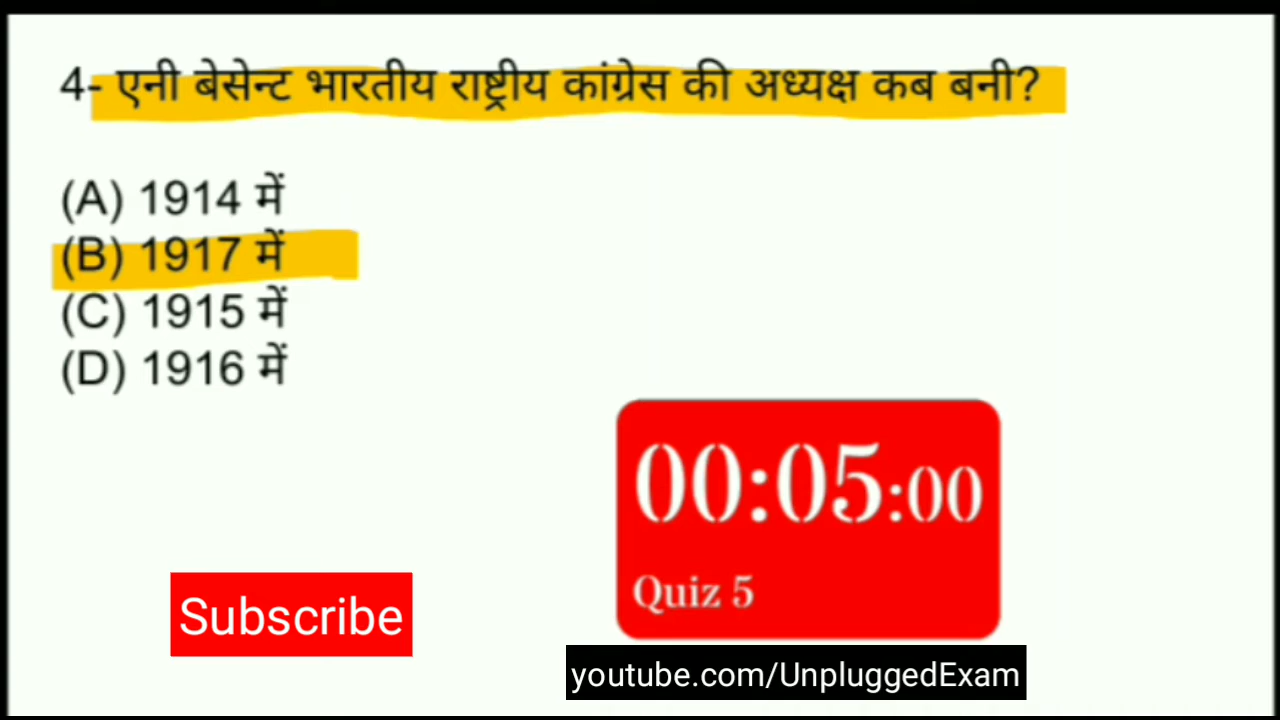 4- एनी बेसेन्ट भारतीय राष्ट्रीय कांग्रेस की अध्यक्ष कब बनी?
(A) 1914 में
(B) 1917 में
(C) 1915 में
(D) 1916 में
00:05:00
Quiz 5
Subscribe
youtube.com/UnpluggedExam